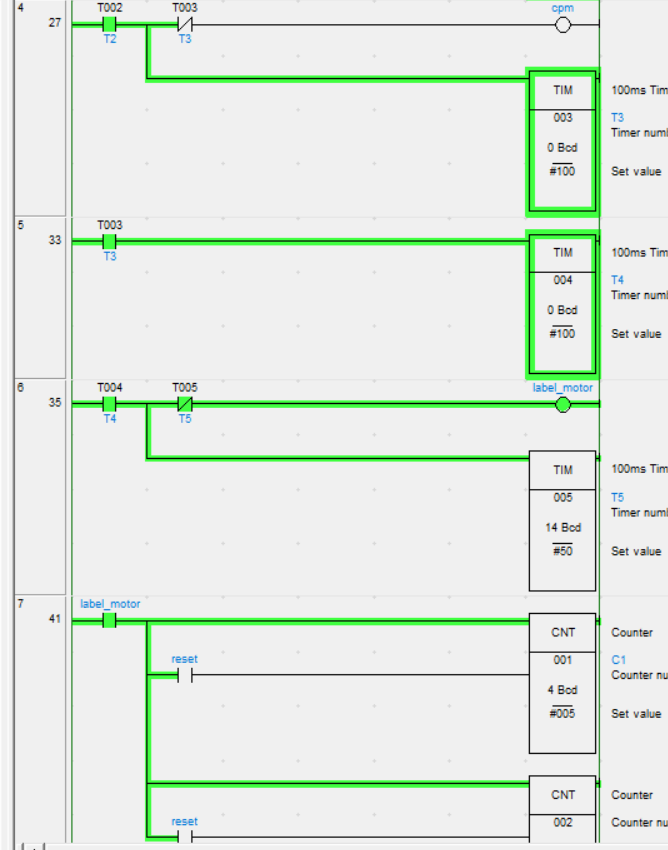 4
T002 T003 cpm
27
T2 T3
TIM 100ms Tim
003 T3
Timer numl
0 Bcd
#100 Set value
5
T003
33
T3
TIM 100ms Tim
004 T4
Timer numl
0 Bcd
#100 Set value
6
T004 T005 label_motor
35
T4 T5
TIM 100ms Tim
005 T5
Timer numl
14 Bcd
#50 Set value
7
label_motor
41
CNT Counter
reset 001 C1
Counter nu
4 Bcd
#005 Set value
CNT Counter
reset 002 Counter nu